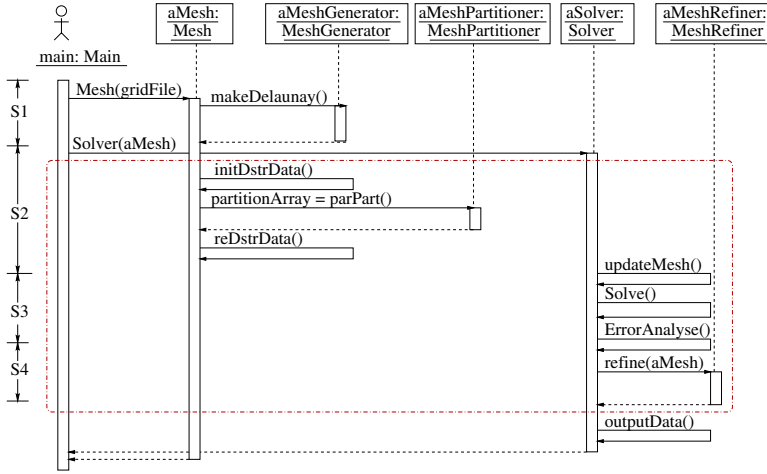 aMesh:
Mesh
aMeshGenerator:
MeshGenerator
aMeshPartitioner:
MeshPartitioner
aSolver:
Solver
aMeshRefiner:
MeshRefiner
main: Main
S1
Mesh(gridFile)
makeDelaunay()
Solver(aMesh)
S2
initDstrData()
partitionArray = parPart()
reDstrData()
S3
updateMesh()
Solve()
ErrorAnalyse()
S4
refine(aMesh)
outputData()